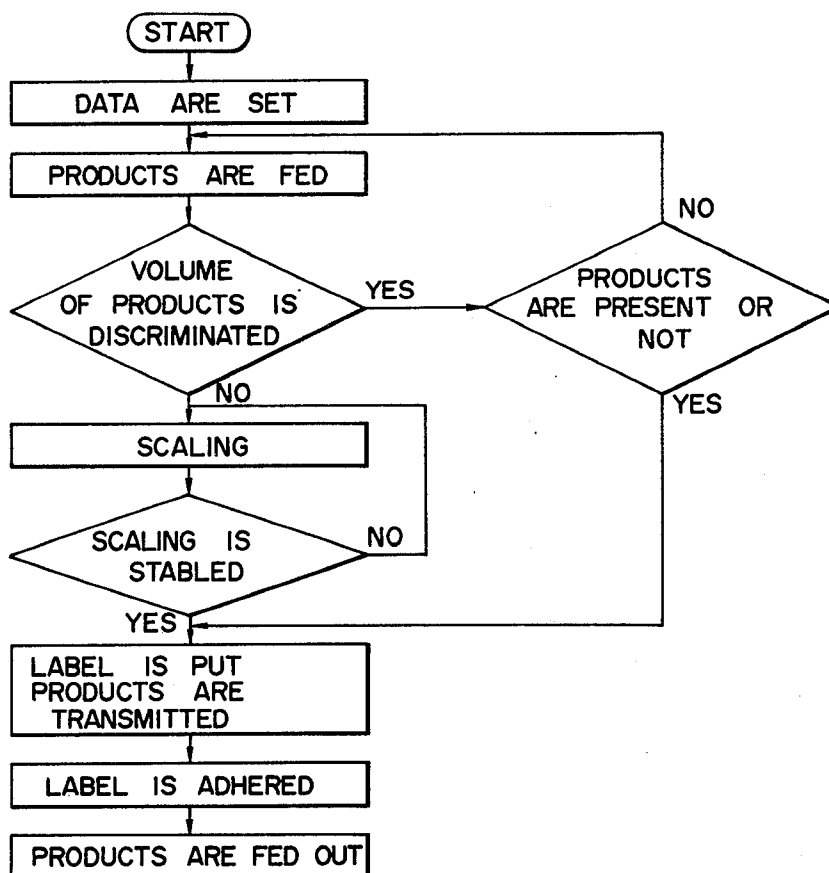 START
DATA ARE SET
PRODUCTS ARE FED
VOLUME
OF PRODUCTS IS
DISCRIMINATED
YES
PRODUCTS
ARE PRESENT OR
NOT
NO
YES
NO
SCALING
SCALING IS
STABLED
NO
YES
LABEL IS PUT
PRODUCTS ARE
TRANSMITTED
LABEL IS ADHERED
PRODUCTS ARE FED OUT